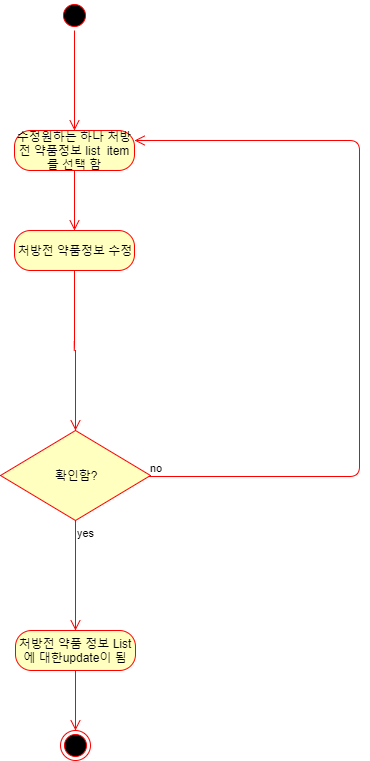 수정원하는 하나 처방
전 약품정보 list item
를 선택 함
처방전 약품정보 수정
확인함?
no
yes
처방전 약품 정보 List
에 대한update이 됨